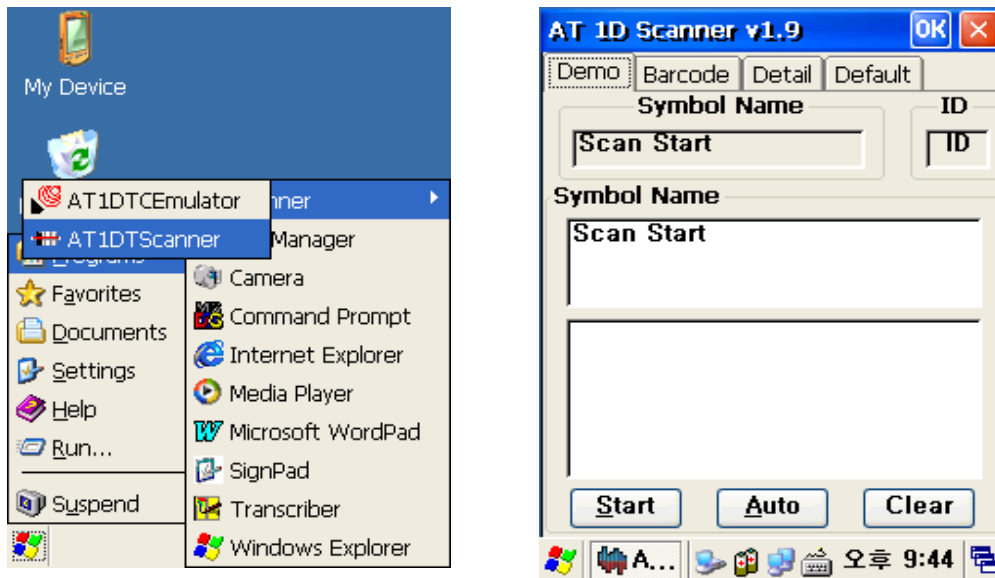 My Device
AT1DTCEmulator
AT1DTScanner
Manager
Camera
Command Prompt
Internet Explorer
Media Player
Microsoft WordPad
SignPad
Transcriber
Windows Explorer
Programs
Favorites
Documents
Settings
Help
Run...
Suspend
AT 1D Scanner v1.9
OK
Demo
Barcode
Detail
Default
Symbol Name
ID
Scan Start
ID
Symbol Name
Scan Start
Start
Auto
Clear
A...
오후 9:44